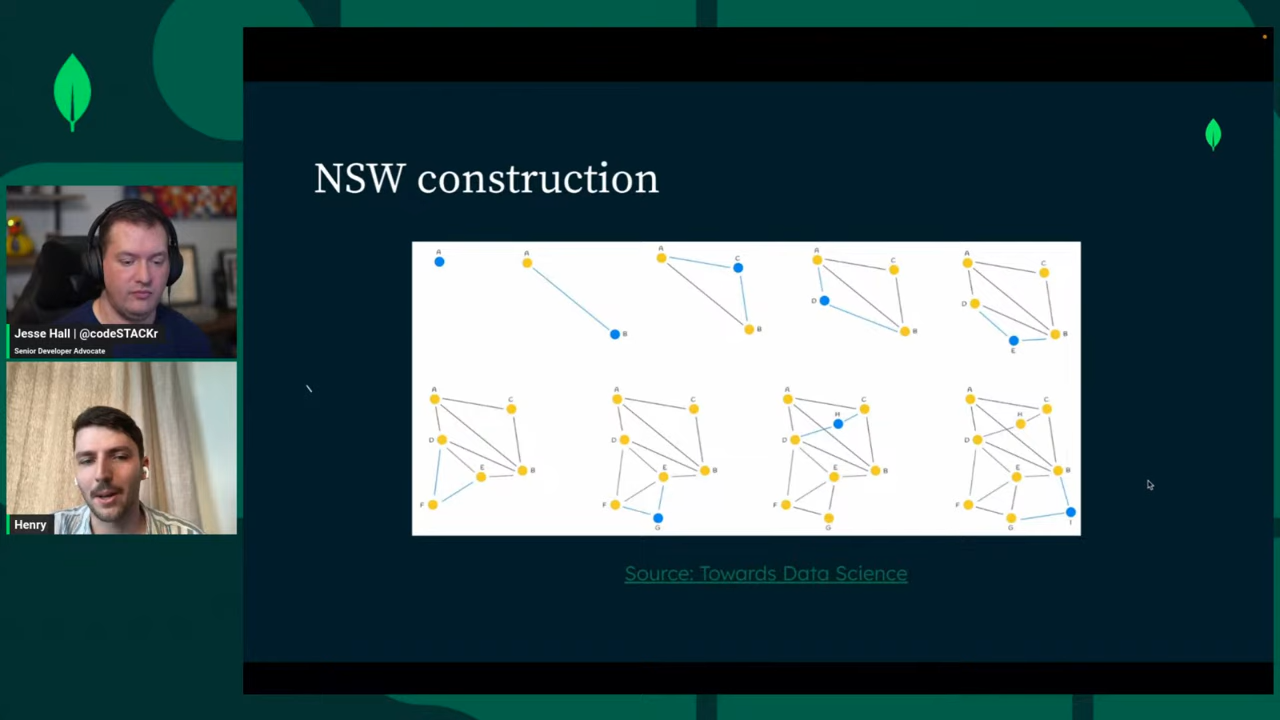 NSW construction
A
A
B
A
C
B
A
C
D
B
A
C
D
B
E
A
C
D
E
B
F
A
C
D
E
B
F
G
A
C
H
D
E
B
F
G
A
C
H
D
E
B
F
G
I
Source: Towards Data Science
Jesse Hall | @codeSTACKr
Senior Developer Advocate
Henry